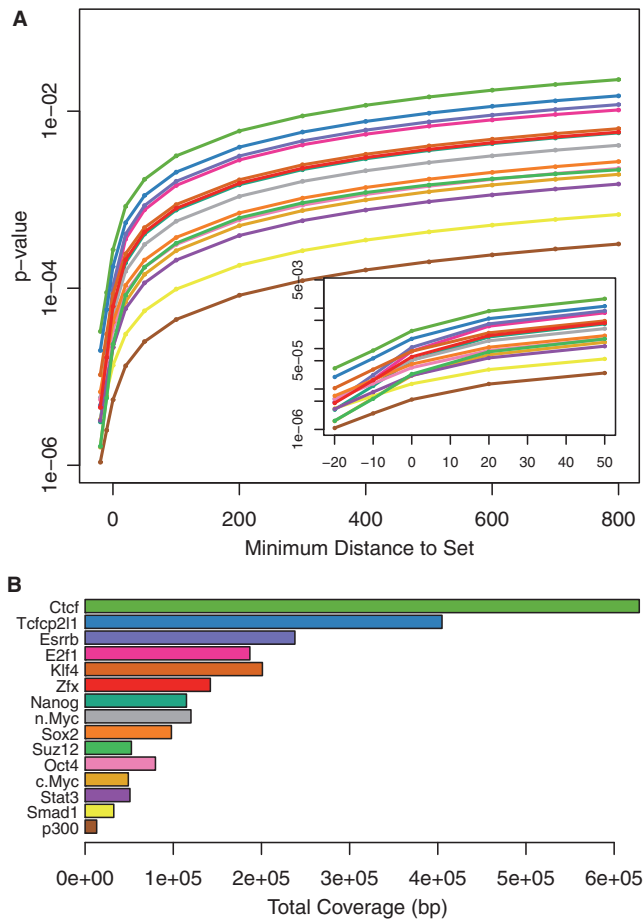 A
p-value
1e-02
1e-04
1e-06
5e-03
5e-05
1e-06
−20 −10 0 10 20 30 40 50
0 200 400 600 800
Minimum Distance to Set
B
Ctcf
Tcfcp2l1
Esrrb
E2f1
Klf4
Zfx
Nanog
n.Myc
Sox2
Suz12
Oct4
c.Myc
Stat3
Smad1
p300
0e+00 1e+05 2e+05 3e+05 4e+05 5e+05 6e+05
Total Coverage (bp)